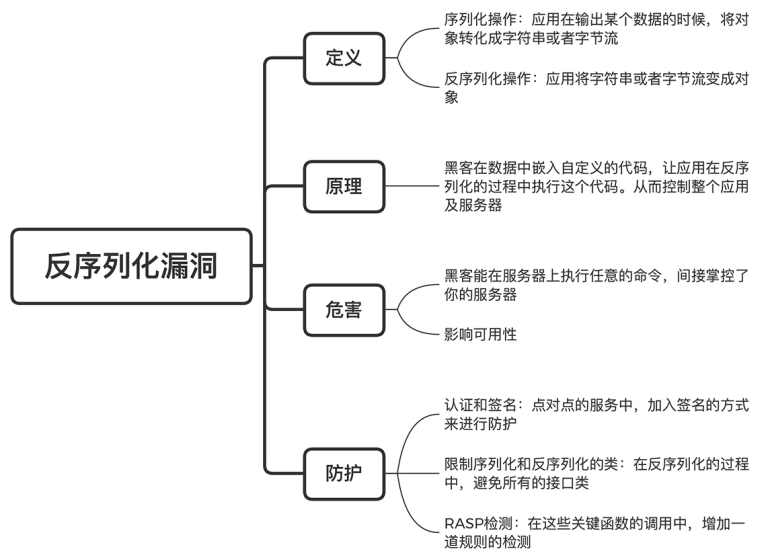 反序列化漏洞
定义
序列化操作：应用在输出某个数据的时候，将对
象转化成字符串或者字节流
反序列化操作：应用将字符串或者字节流变成对
象
原理
黑客在数据中嵌入自定义的代码，让应用在反序
列化的过程中执行这个代码。从而控制整个应用
及服务器
危害
黑客能在服务器上执行任意的命令，间接掌控了
你的服务器
影响可用性
防护
认证和签名：点对点的服务中，加入签名的方式
来进行防护
限制序列化和反序列化的类：在反序列化的过程
中，避免所有的接口类
RASP检测：在这些关键函数的调用中，增加一
道规则的检测